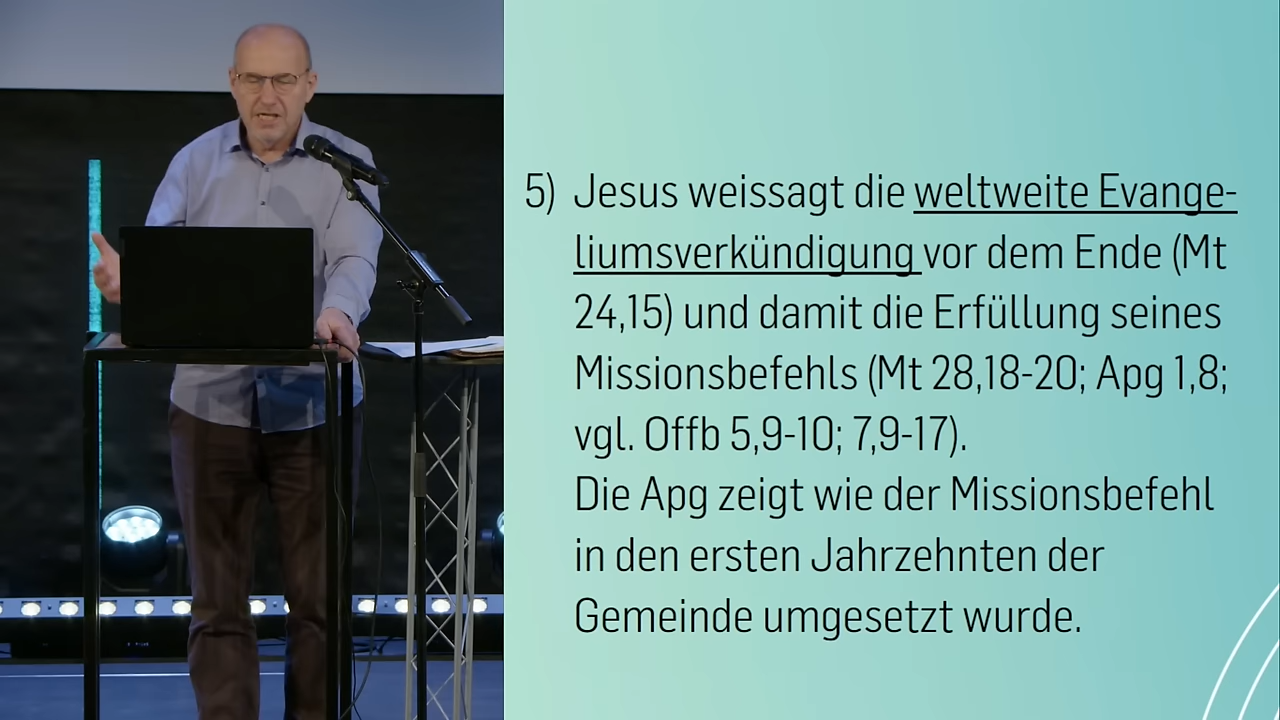 5) Jesus weissagt die weltweite Evange-
liumsverkündigung vor dem Ende (Mt
24,15) und damit die Erfüllung seines
Missionsbefehls (Mt 28,18-20; Apg 1,8;
vgl. Offb 5,9-10; 7,9-17).
Die Apg zeigt wie der Missionsbefehl
in den ersten Jahrzehnten der
Gemeinde umgesetzt wurde.